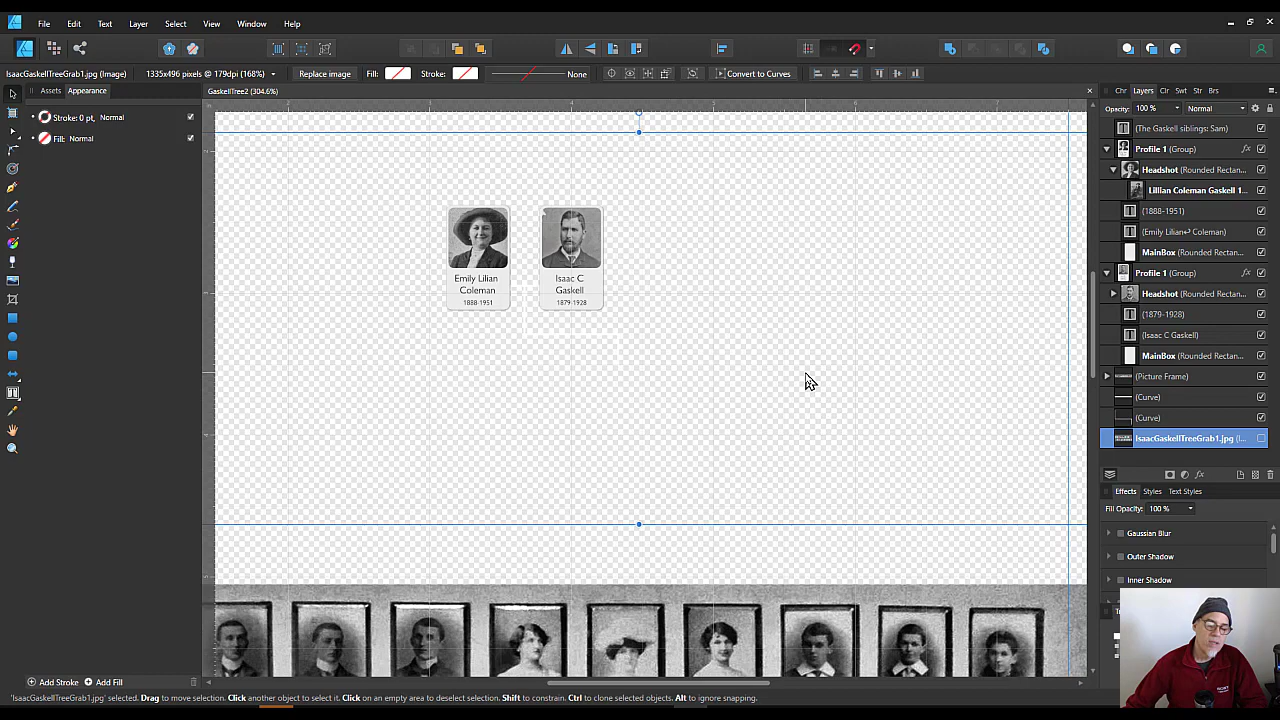 File Edit Text Layer Select View Window Help
IsaacGaskellTreeGrab1.jpg (Image) 1335x496 pixels @ 179dpi (168%) Replace image Fill: Stroke: None Convert to Curves
Assets Appearance
GaskellTree2 (304.6%)
Stroke: 0 pt, Normal
Fill: Normal
Emily Lilian
Coleman
1888-1951
Isaac C
Gaskell
1879-1928
Chr Layers Clr Swt Str Brs
Opacity: 100 % Normal
(The Gaskell siblings: Sam)
Profile 1 (Group)
Headshot (Rounded Rectan...
Lillian Coleman Gaskell 1...
(1888-1951)
(Emily Lilian↵ Coleman)
MainBox (Rounded Rectan...
Profile 1 (Group)
Headshot (Rounded Rectan...
(1879-1928)
(Isaac C Gaskell)
MainBox (Rounded Rectan...
(Picture Frame)
(Curve)
(Curve)
IsaacGaskellTreeGrab1.jpg (I...
Effects Styles Text Styles
Fill Opacity: 100 %
Gaussian Blur
Outer Shadow
Inner Shadow
Add Stroke Add Fill
'IsaacGaskellTreeGrab1.jpg' selected. Drag to move selection. Click another object to select it. Click on an empty area to deselect selection. Shift to constrain. Ctrl to clone selected objects. Alt to ignore snapping.